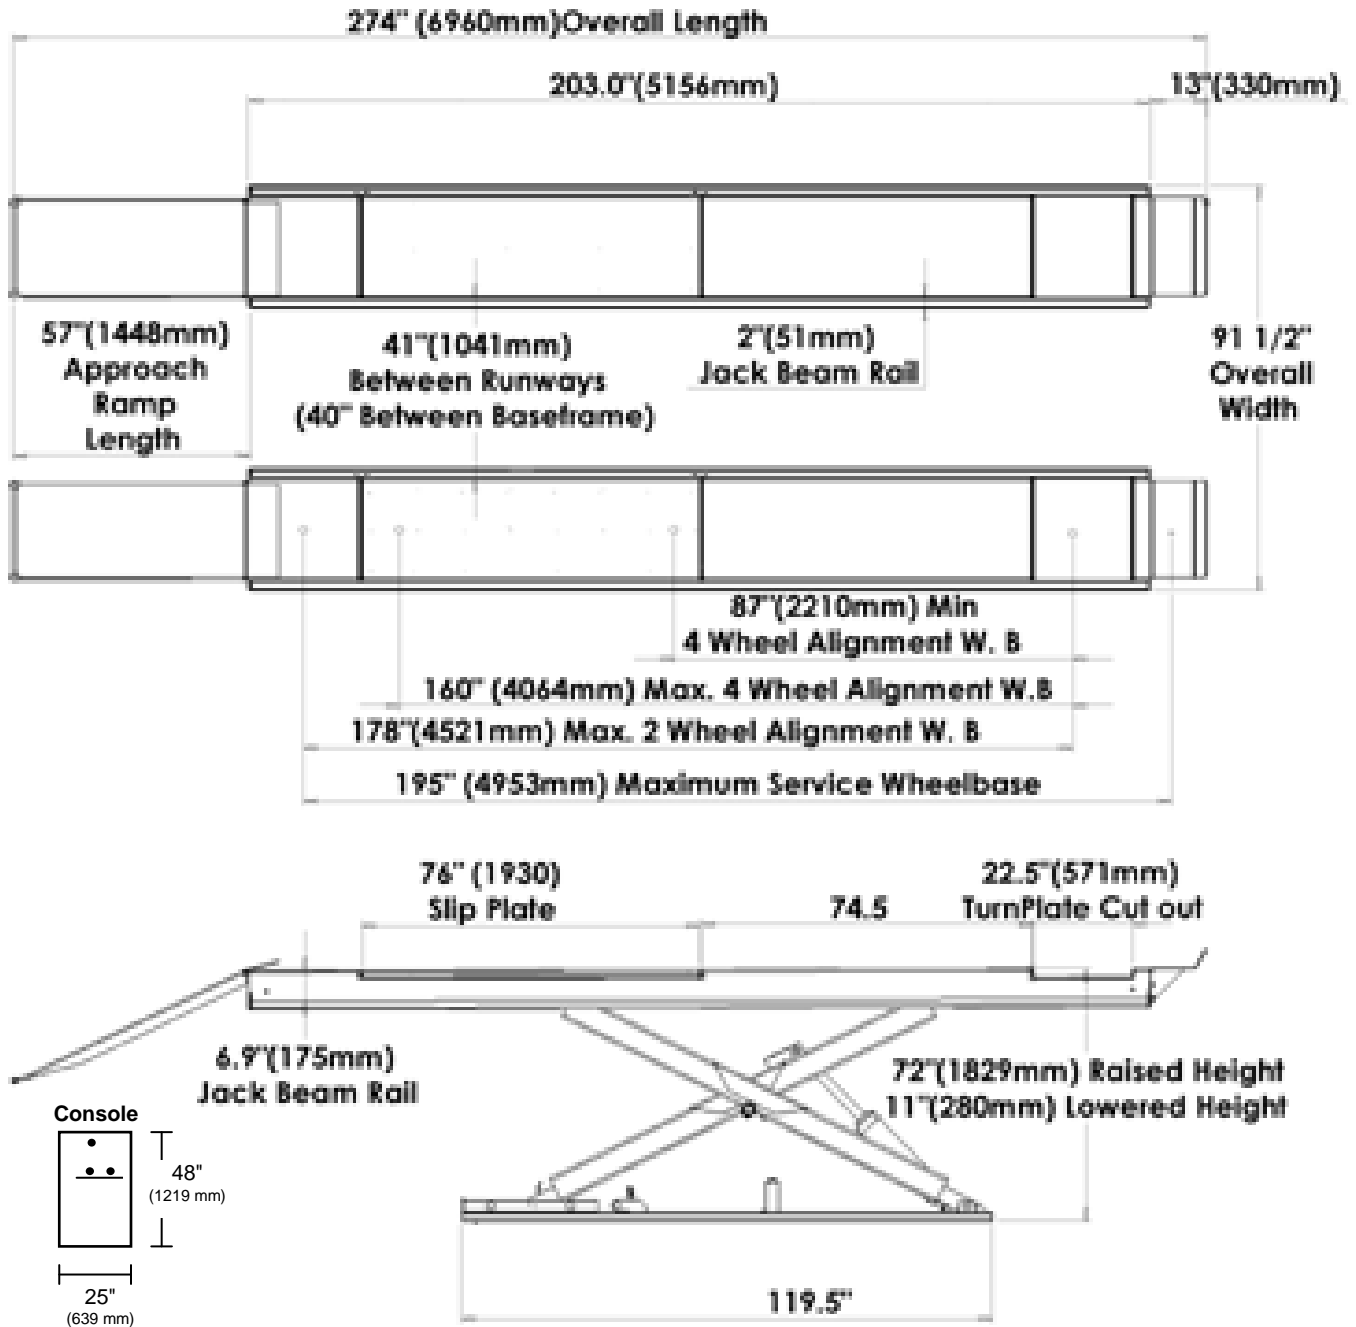 274" (6960mm)Overall Length
203.0"(5156mm)
13"(330mm)
57"(1448mm)
Approach
Ramp
Length
41"(1041mm)
Between Runways
(40" Between Baseframe)
2"(51mm)
Jack Beam Rail
91 1/2"
Overall
Width
87"(2210mm) Min
4 Wheel Alignment W. B
160" (4064mm) Max. 4 Wheel Alignment W.B
178"(4521mm) Max. 2 Wheel Alignment W. B
195" (4953mm) Maximum Service Wheelbase
76" (1930)
Slip Plate
74.5
22.5"(571mm)
TurnPlate Cut out
6.9"(175mm)
Jack Beam Rail
72"(1829mm) Raised Height
11"(280mm) Lowered Height
Console
48"
(1219 mm)
25"
(639 mm)
119.5"